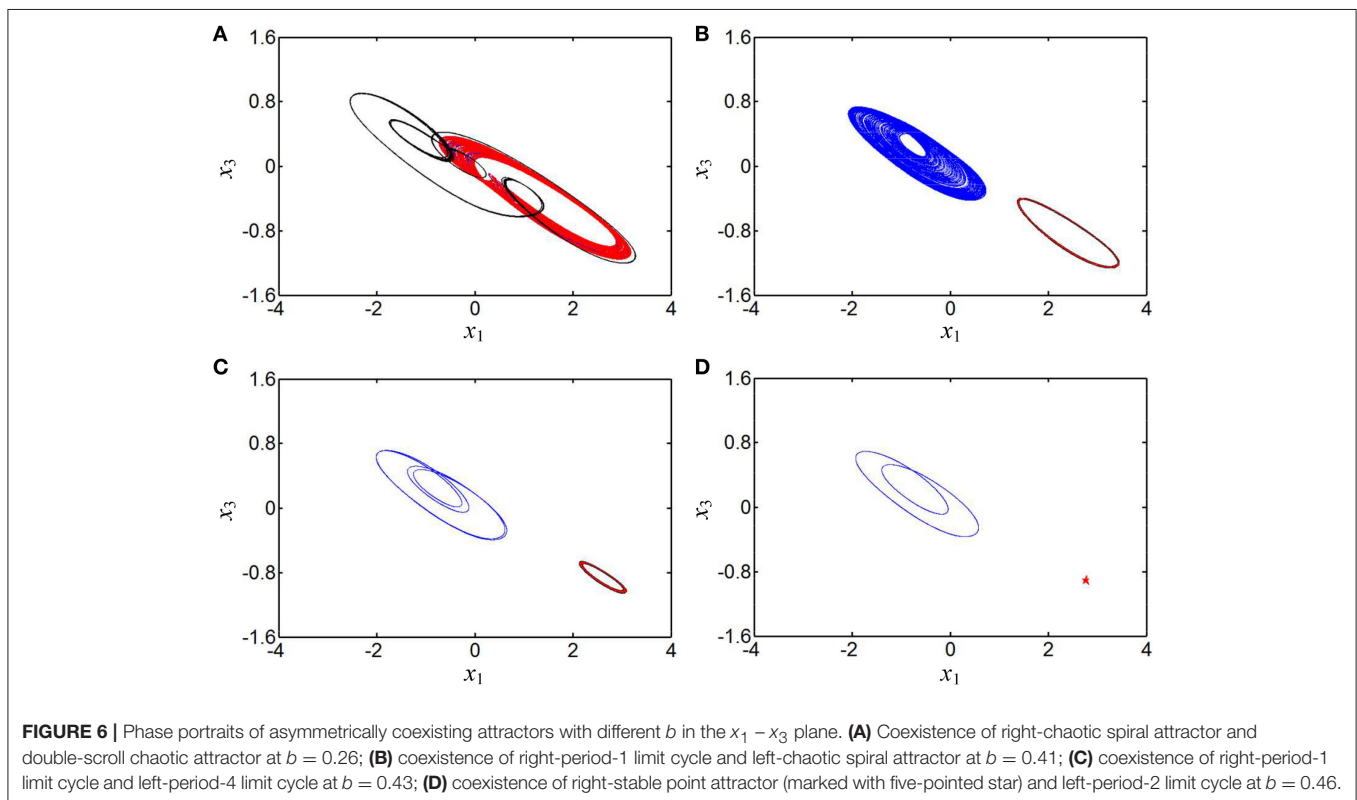 A
1.6
0.8
0
-0.8
-1.6
-4
-2
0
2
4
x3
x1
B
1.6
0.8
0
-0.8
-1.6
-4
-2
0
2
4
x3
x1
C
1.6
0.8
0
-0.8
-1.6
-4
-2
0
2
4
x3
x1
D
1.6
0.8
0
-0.8
-1.6
-4
-2
0
2
4
x3
x1
FIGURE 6 | Phase portraits of asymmetrically coexisting attractors with different b in the x1 – x3 plane. (A) Coexistence of right-chaotic spiral attractor and
double-scroll chaotic attractor at b = 0.26; (B) coexistence of right-period-1 limit cycle and left-chaotic spiral attractor at b = 0.41; (C) coexistence of right-period-1
limit cycle and left-period-4 limit cycle at b = 0.43; (D) coexistence of right-stable point attractor (marked with five-pointed star) and left-period-2 limit cycle at b = 0.46.